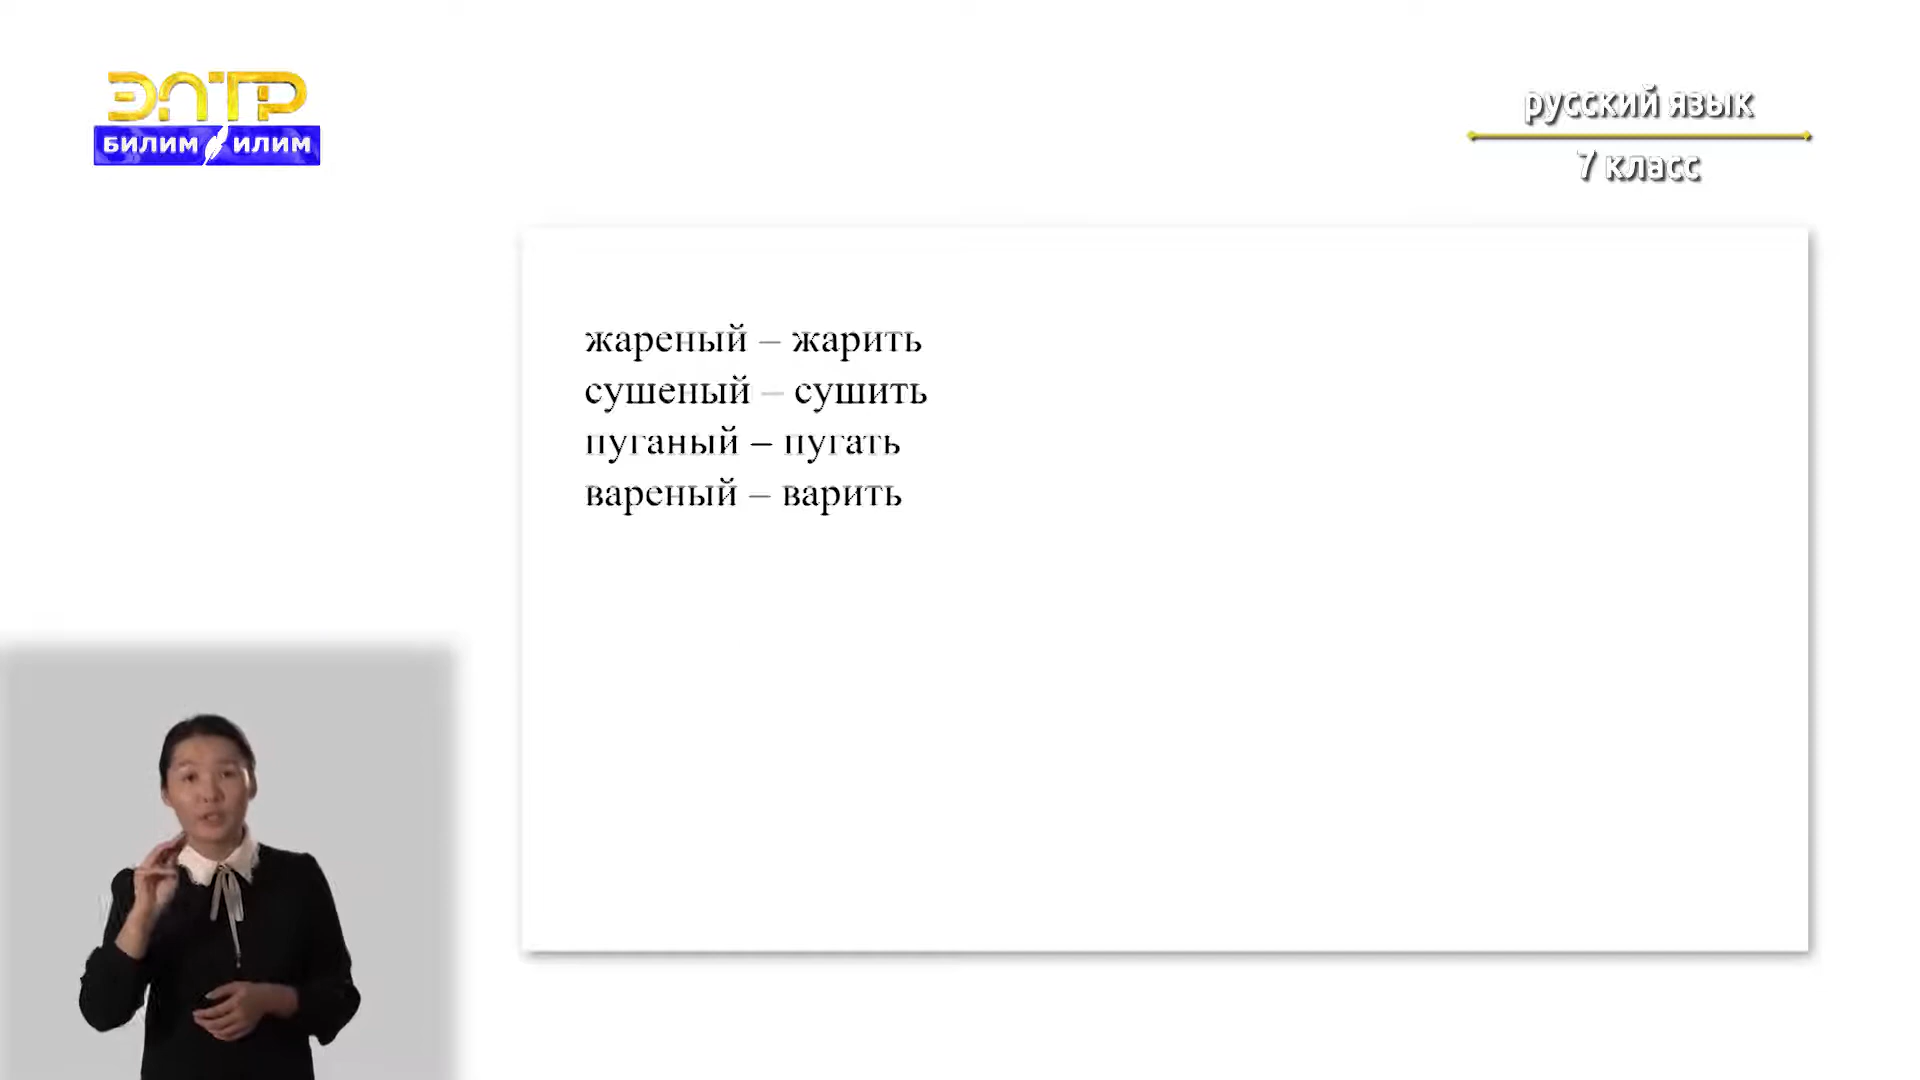 ЭЛТР
БИЛИМ ИЛИМ
русский язык
7 класс
жареный – жарить
сушеный – сушить
пуганый – пугать
вареный – варить